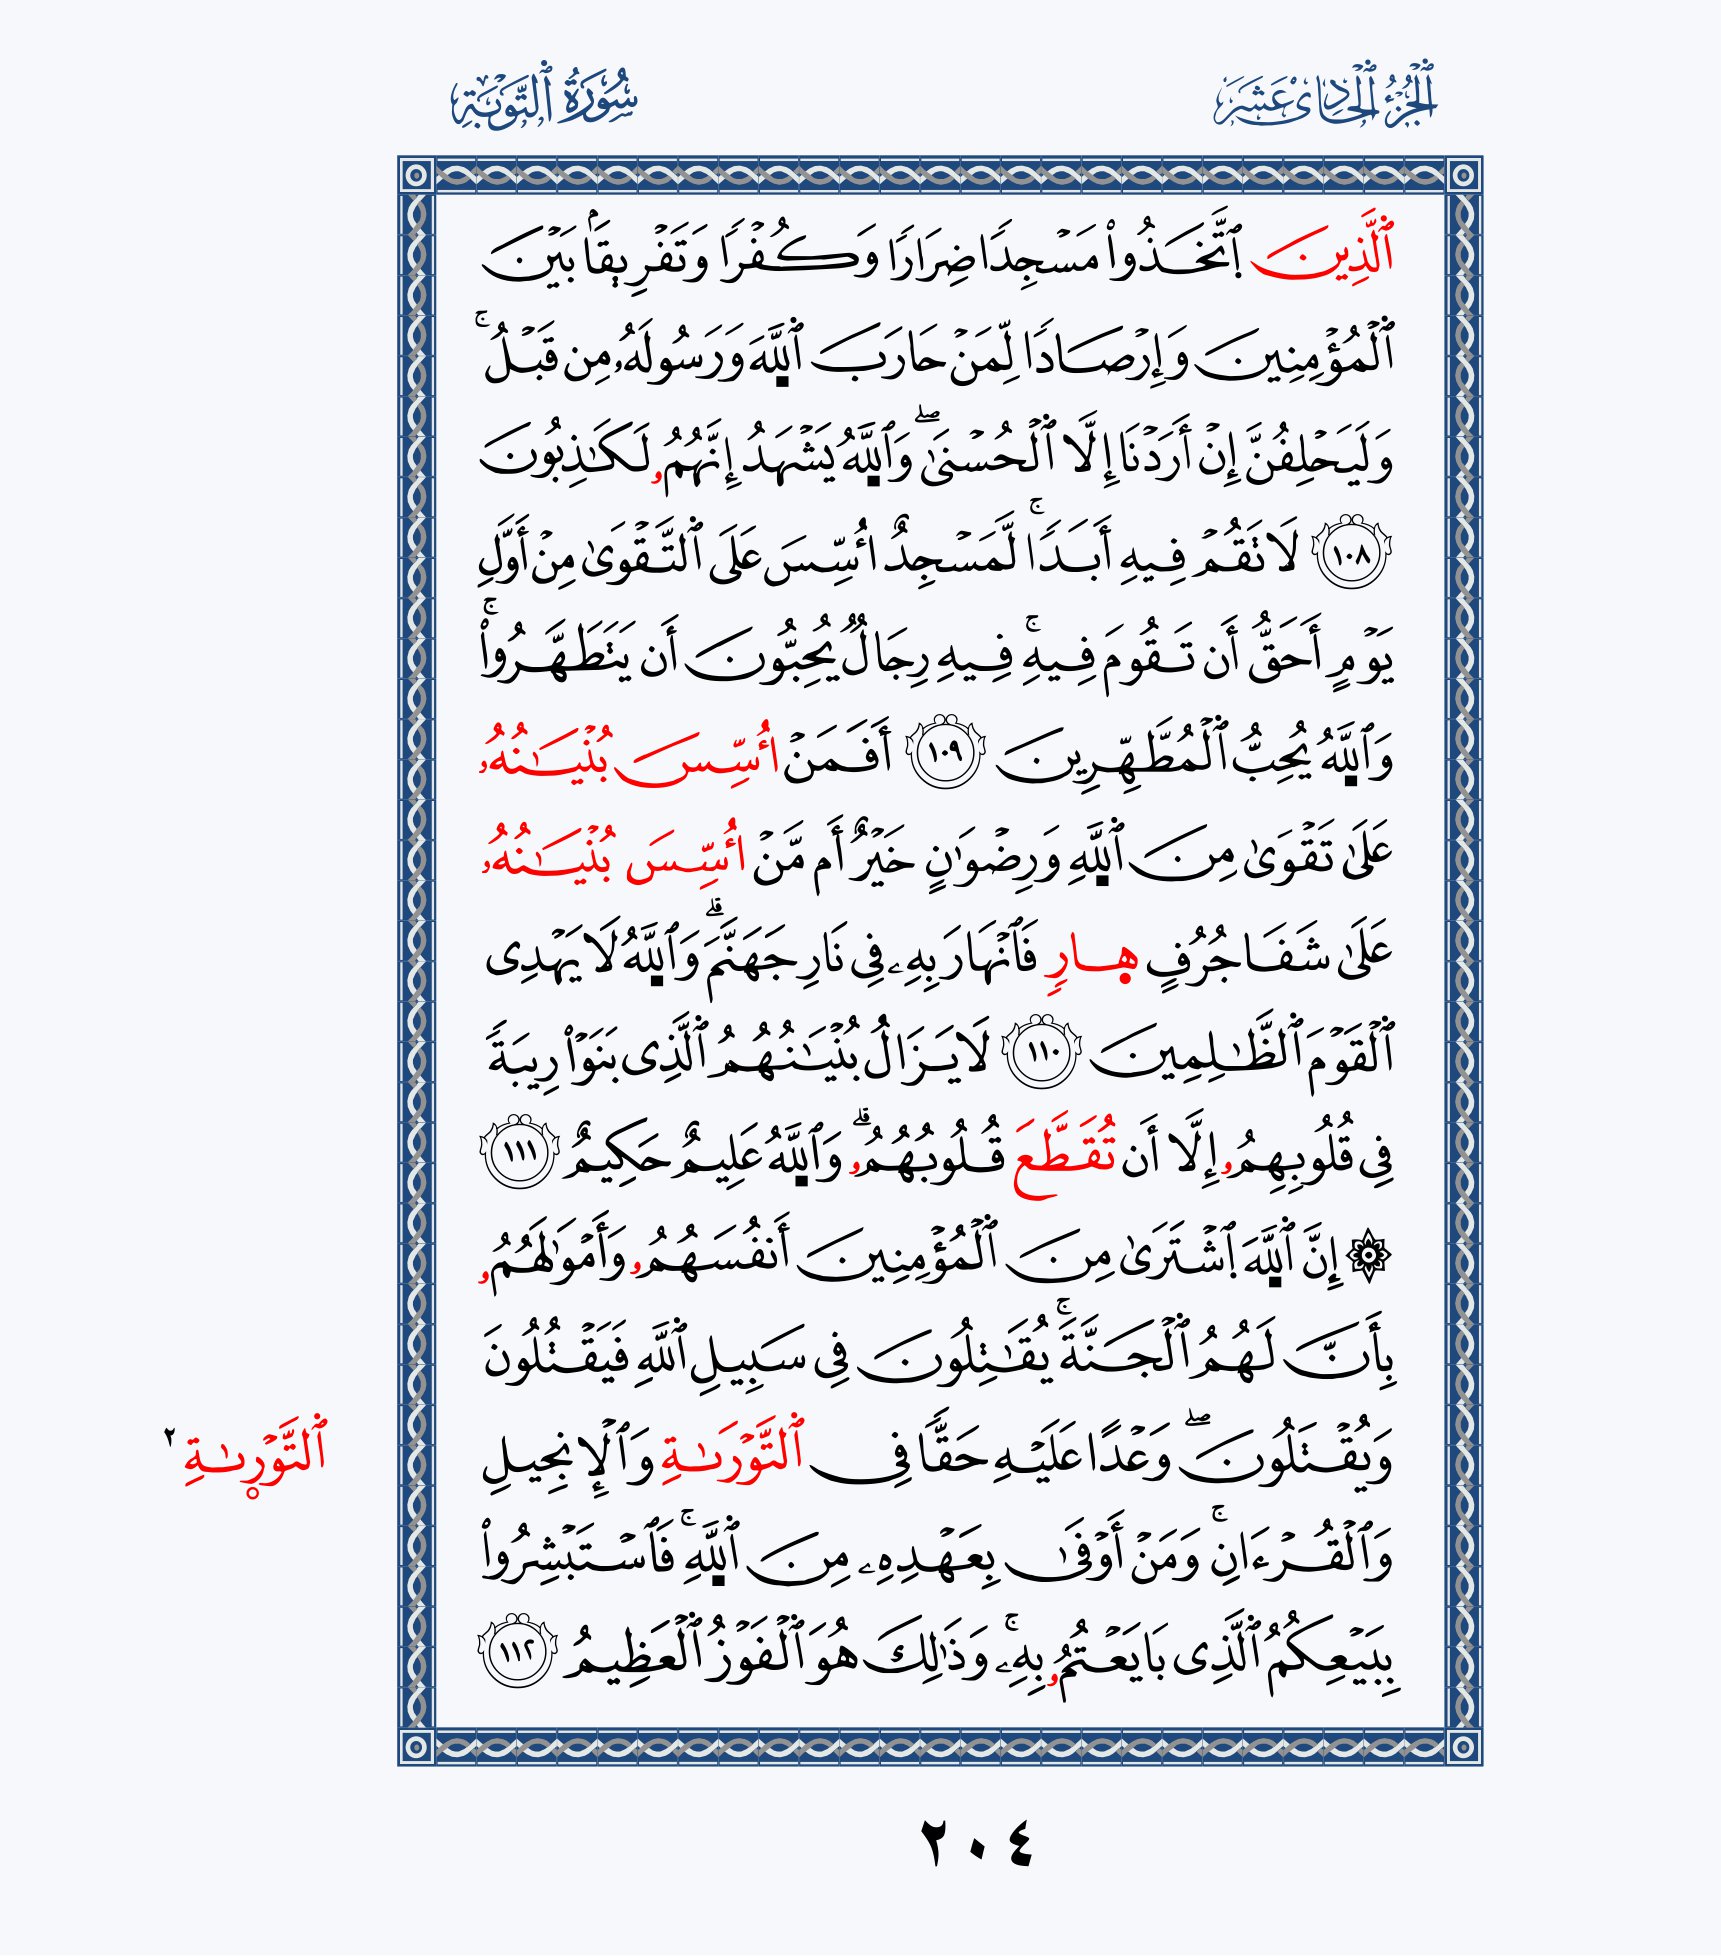 ٱلۡجُزۡءُ ٱلۡحَادِي عَشَرَ
سُورَةُ ٱلتَّوۡبَةِ
ٱلَّذِينَ ٱتَّخَذُواْ مَسۡجِدٗا ضِرَارٗا وَكُفۡرٗا وَتَفۡرِيقَۢا بَيۡنَ
ٱلۡمُؤۡمِنِينَ وَإِرۡصَادٗا لِّمَنۡ حَارَبَ ٱللَّهَ وَرَسُولَهُۥ مِن قَبۡلُۚ
وَلَيَحۡلِفُنَّ إِنۡ أَرَدۡنَا إِلَّا ٱلۡحُسۡنَىٰۖ وَٱللَّهُ يَشۡهَدُ إِنَّهُمُۥ لَكَٰذِبُونَ
١٠٨ لَا تَقُمۡ فِيهِ أَبَدٗاۚ لَّمَسۡجِدٌ أُسِّسَ عَلَى ٱلتَّقۡوَىٰ مِنۡ أَوَّلِ
يَوۡمٍ أَحَقُّ أَن تَقُومَ فِيهِۚ فِيهِ رِجَالٞ يُحِبُّونَ أَن يَتَطَهَّرُواْۚ
وَٱللَّهُ يُحِبُّ ٱلۡمُطَّهِّرِينَ ١٠٩ أَفَمَنۡ أُسِّسَ بُنۡيَٰنُهُۥ
عَلَىٰ تَقۡوَىٰ مِنَ ٱللَّهِ وَرِضۡوَٰنٍ خَيۡرٌ أَم مَّنۡ أُسِّسَ بُنۡيَٰنُهُۥ
عَلَىٰ شَفَا جُرُفٍ هِارِ فَٱنۡهَارَ بِهِۦ فِي نَارِ جَهَنَّمَۗ وَٱللَّهُ لَا يَهۡدِي
ٱلۡقَوۡمَ ٱلظَّٰلِمِينَ ١١٠ لَا يَزَالُ بُنۡيَٰنُهُمُ ٱلَّذِي بَنَوۡاْ رِيبَةٗ
فِي قُلُوبِهِمُۥ إِلَّا أَن تُقَطَّعَ قُلُوبُهُمُۥۗ وَٱللَّهُ عَلِيمٌ حَكِيمٌ ١١١
۞ إِنَّ ٱللَّهَ ٱشۡتَرَىٰ مِنَ ٱلۡمُؤۡمِنِينَ أَنفُسَهُمُۥ وَأَمۡوَٰلَهُمُۥ
بِأَنَّ لَهُمُ ٱلۡجَنَّةَۚ يُقَٰتِلُونَ فِي سَبِيلِ ٱللَّهِ فَيَقۡتُلُونَ
وَيُقۡتَلُونَۖ وَعۡدًا عَلَيۡهِ حَقّٗا فِي ٱلتَّوۡرَىٰةِ وَٱلۡإِنجِيلِ
ٱلتَّوۡرىٰةِ ٢
وَٱلۡقُرۡءَانِۚ وَمَنۡ أَوۡفَىٰ بِعَهۡدِهِۦ مِنَ ٱللَّهِۚ فَٱسۡتَبۡشِرُواْ
بِبَيۡعِكُمُ ٱلَّذِي بَايَعۡتُمُۥ بِهِۦۚ وَذَٰلِكَ هُوَ ٱلۡفَوۡزُ ٱلۡعَظِيمُ ١١٢
٢٠٤